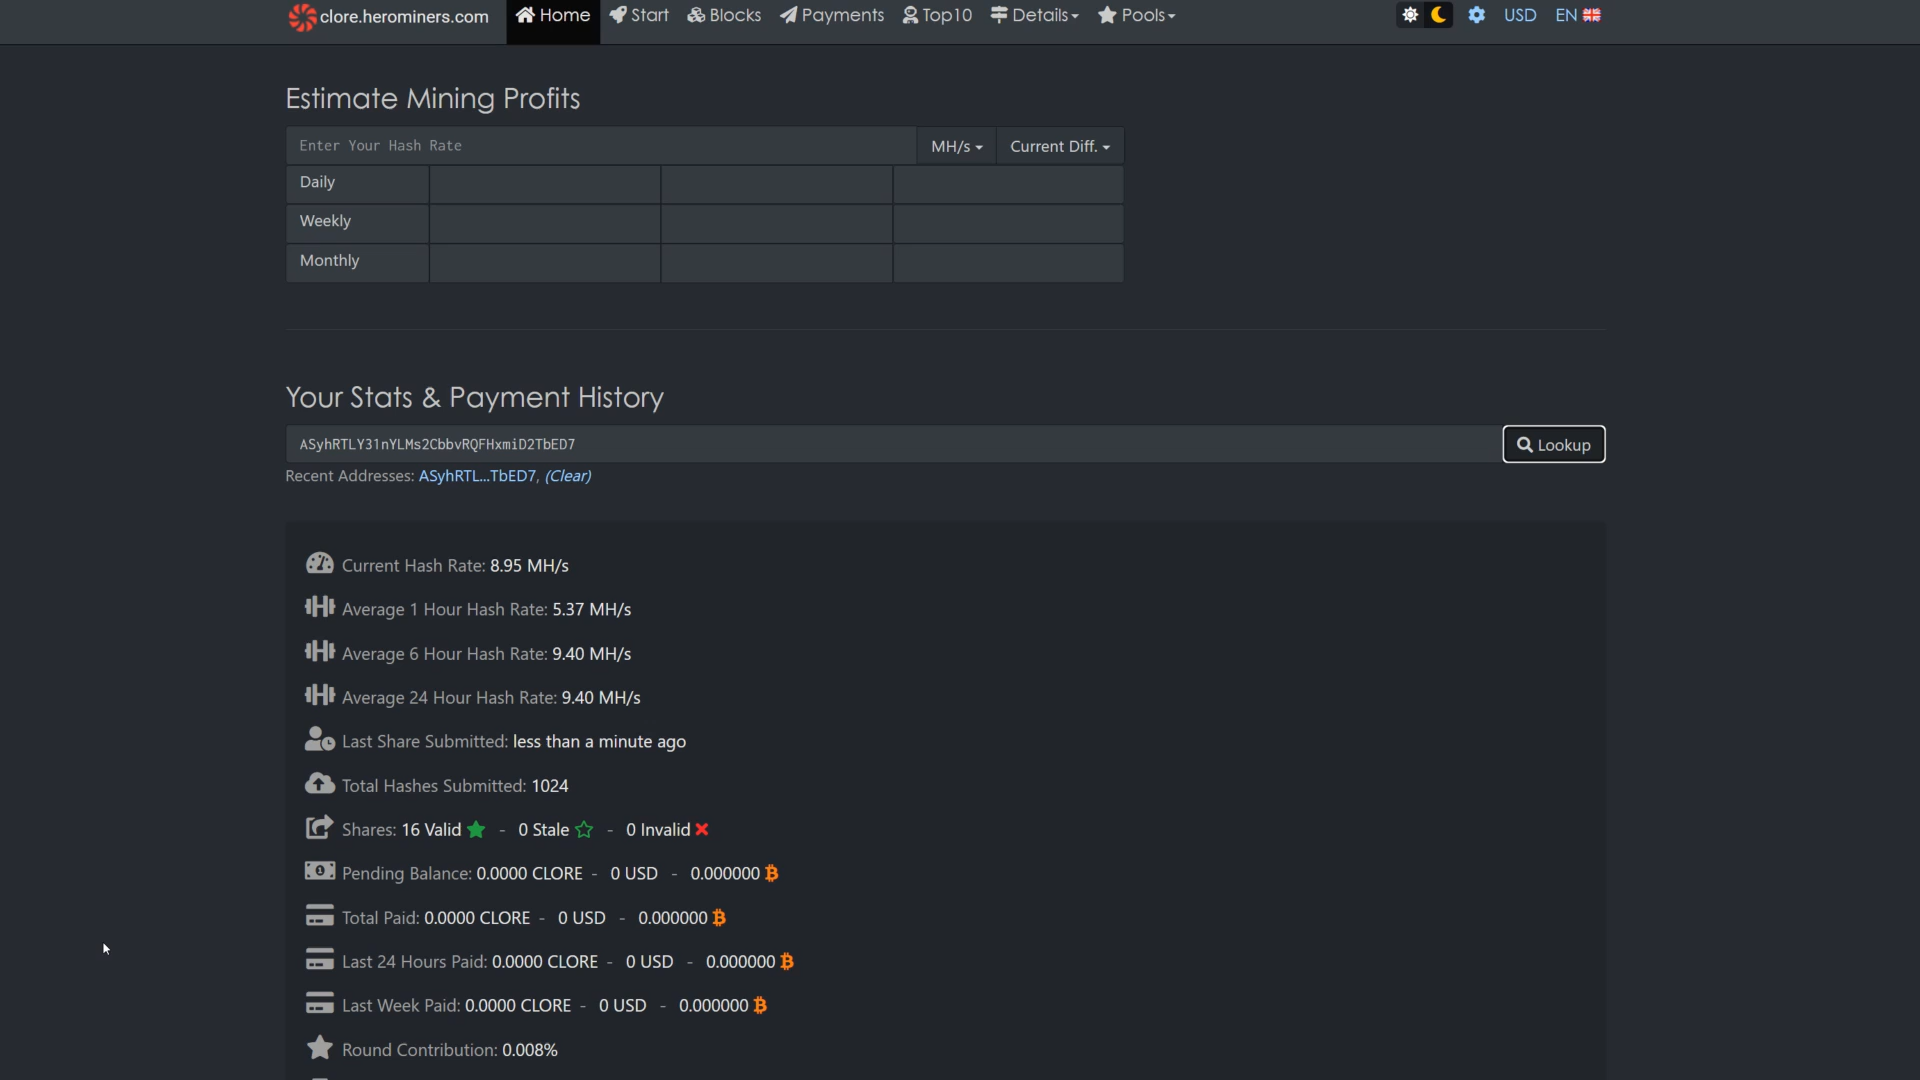 clore.herominers.com Home Start Blocks Payments Top10 Details Pools USD EN
Estimate Mining Profits
Enter Your Hash Rate MH/s Current Diff.
Daily
Weekly
Monthly
Your Stats & Payment History
ASyhRTLY31nYLMs2CbbvRQFHxmiD2TbED7 Lookup
Recent Addresses: ASyhRTL...TbED7, (Clear)
Current Hash Rate: 8.95 MH/s
Average 1 Hour Hash Rate: 5.37 MH/s
Average 6 Hour Hash Rate: 9.40 MH/s
Average 24 Hour Hash Rate: 9.40 MH/s
Last Share Submitted: less than a minute ago
Total Hashes Submitted: 1024
Shares: 16 Valid - 0 Stale - 0 Invalid
Pending Balance: 0.0000 CLORE - 0 USD - 0.000000
Total Paid: 0.0000 CLORE - 0 USD - 0.000000
Last 24 Hours Paid: 0.0000 CLORE - 0 USD - 0.000000
Last Week Paid: 0.0000 CLORE - 0 USD - 0.000000
Round Contribution: 0.008%